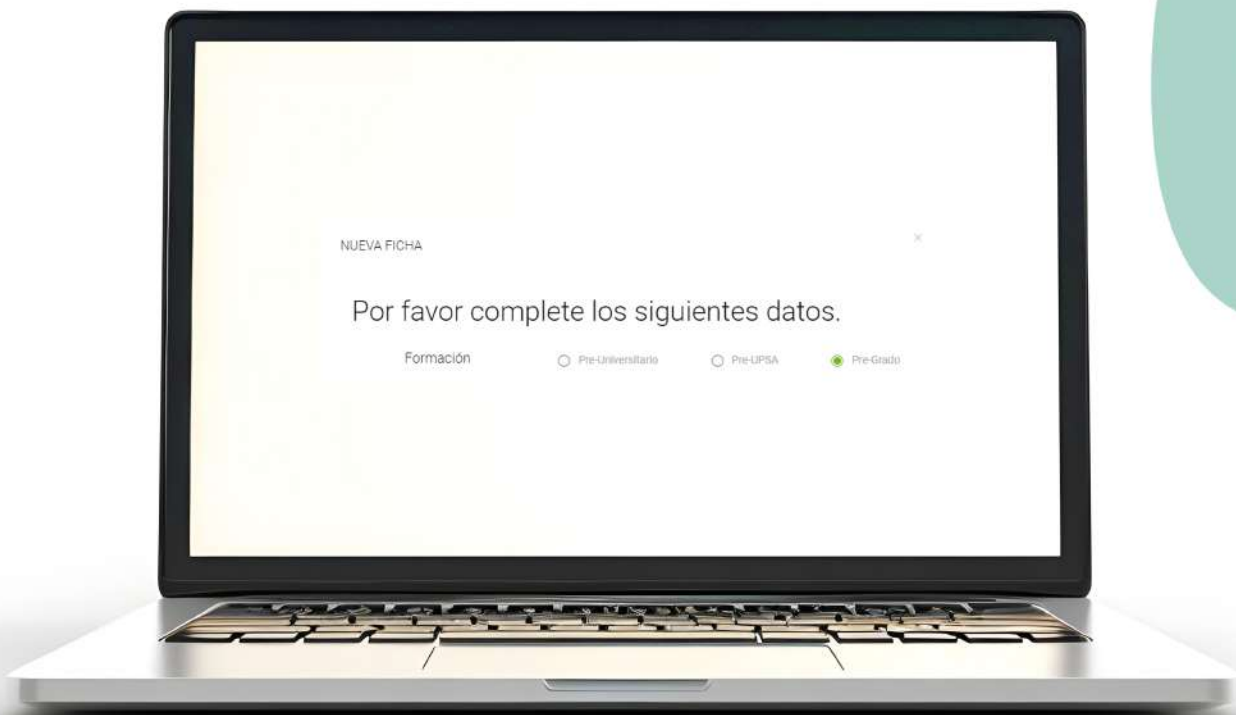 NUEVA FICHA ×
Por favor complete los siguientes datos.
Formación Pre-Universitario Pre-UPSA Pre-Grado